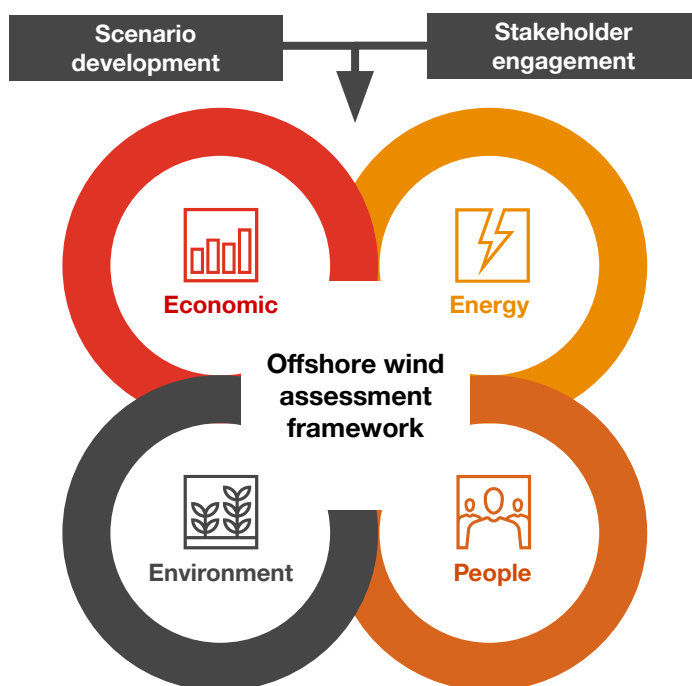 Scenario
development
Stakeholder
engagement
Economic
Energy
Offshore wind
assessment
framework
Environment
People